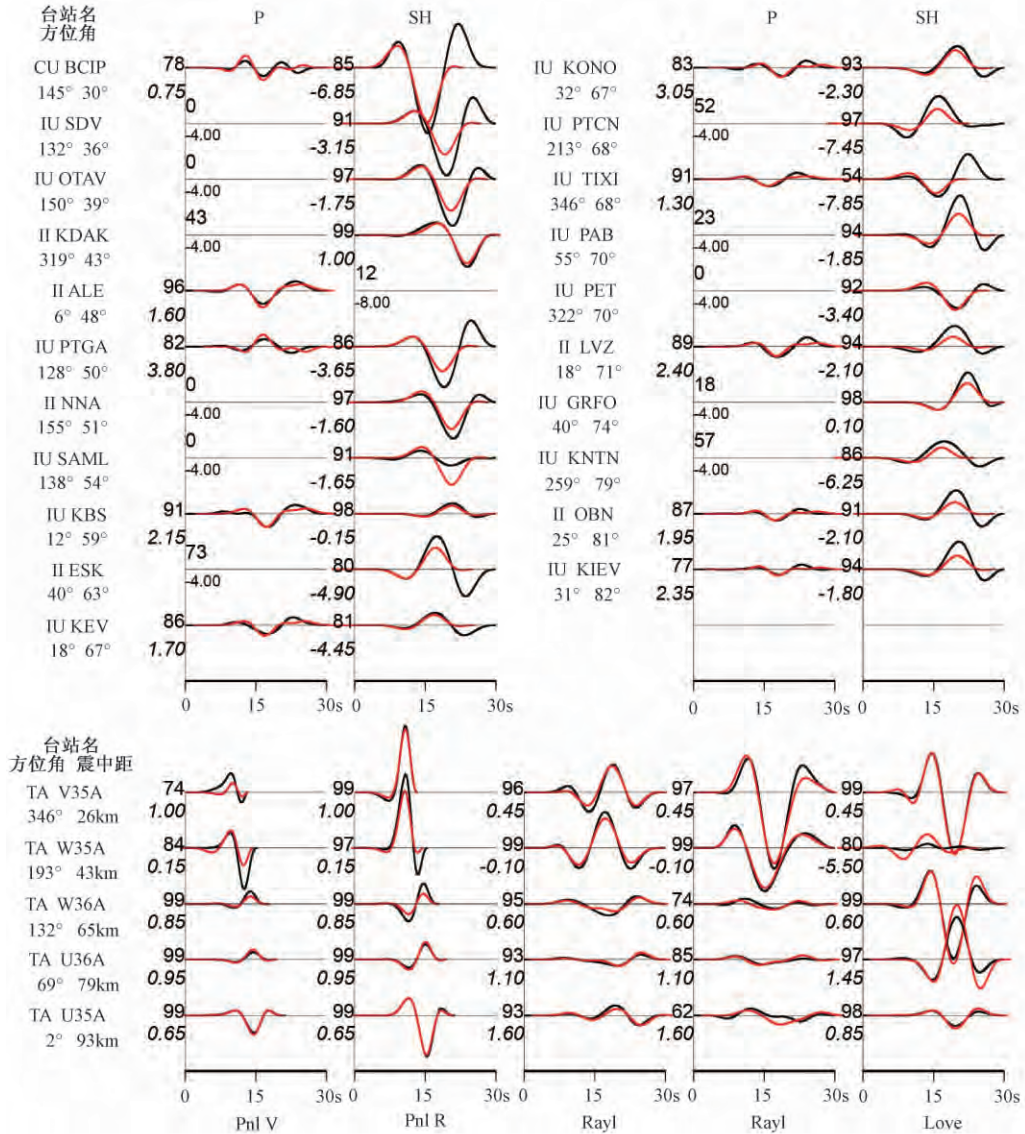 台站名 P SH P SH
方位角
CU BCIP 78 85 IU KONO 83 93
145° 30° 0.75 -6.85 32° 67° 3.05 -2.30
IU SDV 0 91 IU PTCN 52 97
132° 36° -4.00 -3.15 213° 68° -4.00 -7.45
IU OTAV 0 97 IU TIXI 91 54
150° 39° -4.00 -1.75 346° 68° 1.30 -7.85
II KDAK 43 99 IU PAB 23 94
319° 43° -4.00 1.00 55° 70° -4.00 -1.85
II ALE 96 12 IU PET 0 92
6° 48° 1.60 -8.00 322° 70° -4.00 -3.40
IU PTGA 82 86 II LVZ 89 94
128° 50° 3.80 -3.65 18° 71° 2.40 -2.10
II NNA 0 97 IU GRFO 18 98
155° 51° -4.00 -1.60 40° 74° -4.00 0.10
IU SAML 0 91 IU KNTN 57 86
138° 54° -4.00 -1.65 259° 79° -4.00 -6.25
IU KBS 91 98 II OBN 87 91
12° 59° 2.15 -0.15 25° 81° 1.95 -2.10
II ESK 73 80 IU KIEV 77 94
40° 63° -4.00 -4.90 31° 82° 2.35 -1.80
IU KEV 86 81
18° 67° 1.70 -4.45
0 15 30s 0 15 30s 0 15 30s 0 15 30s
台站名
方位角 震中距
TA V35A 74 99 96 97 99
346° 26km 1.00 1.00 0.45 0.45 0.45
TA W35A 84 97 99 99 80
193° 43km 0.15 0.15 -0.10 -0.10 -5.50
TA W36A 99 99 95 74 99
132° 65km 0.85 0.85 0.60 0.60 0.60
TA U36A 99 99 93 85 97
69° 79km 0.95 0.95 1.10 1.10 1.45
TA U35A 99 99 93 62 98
2° 93km 0.65 0.65 1.60 1.60 0.85
0 15 30s 0 15 30s 0 15 30s 0 15 30s 0 15 30s
Pnl V Pnl R Rayl Rayl Love